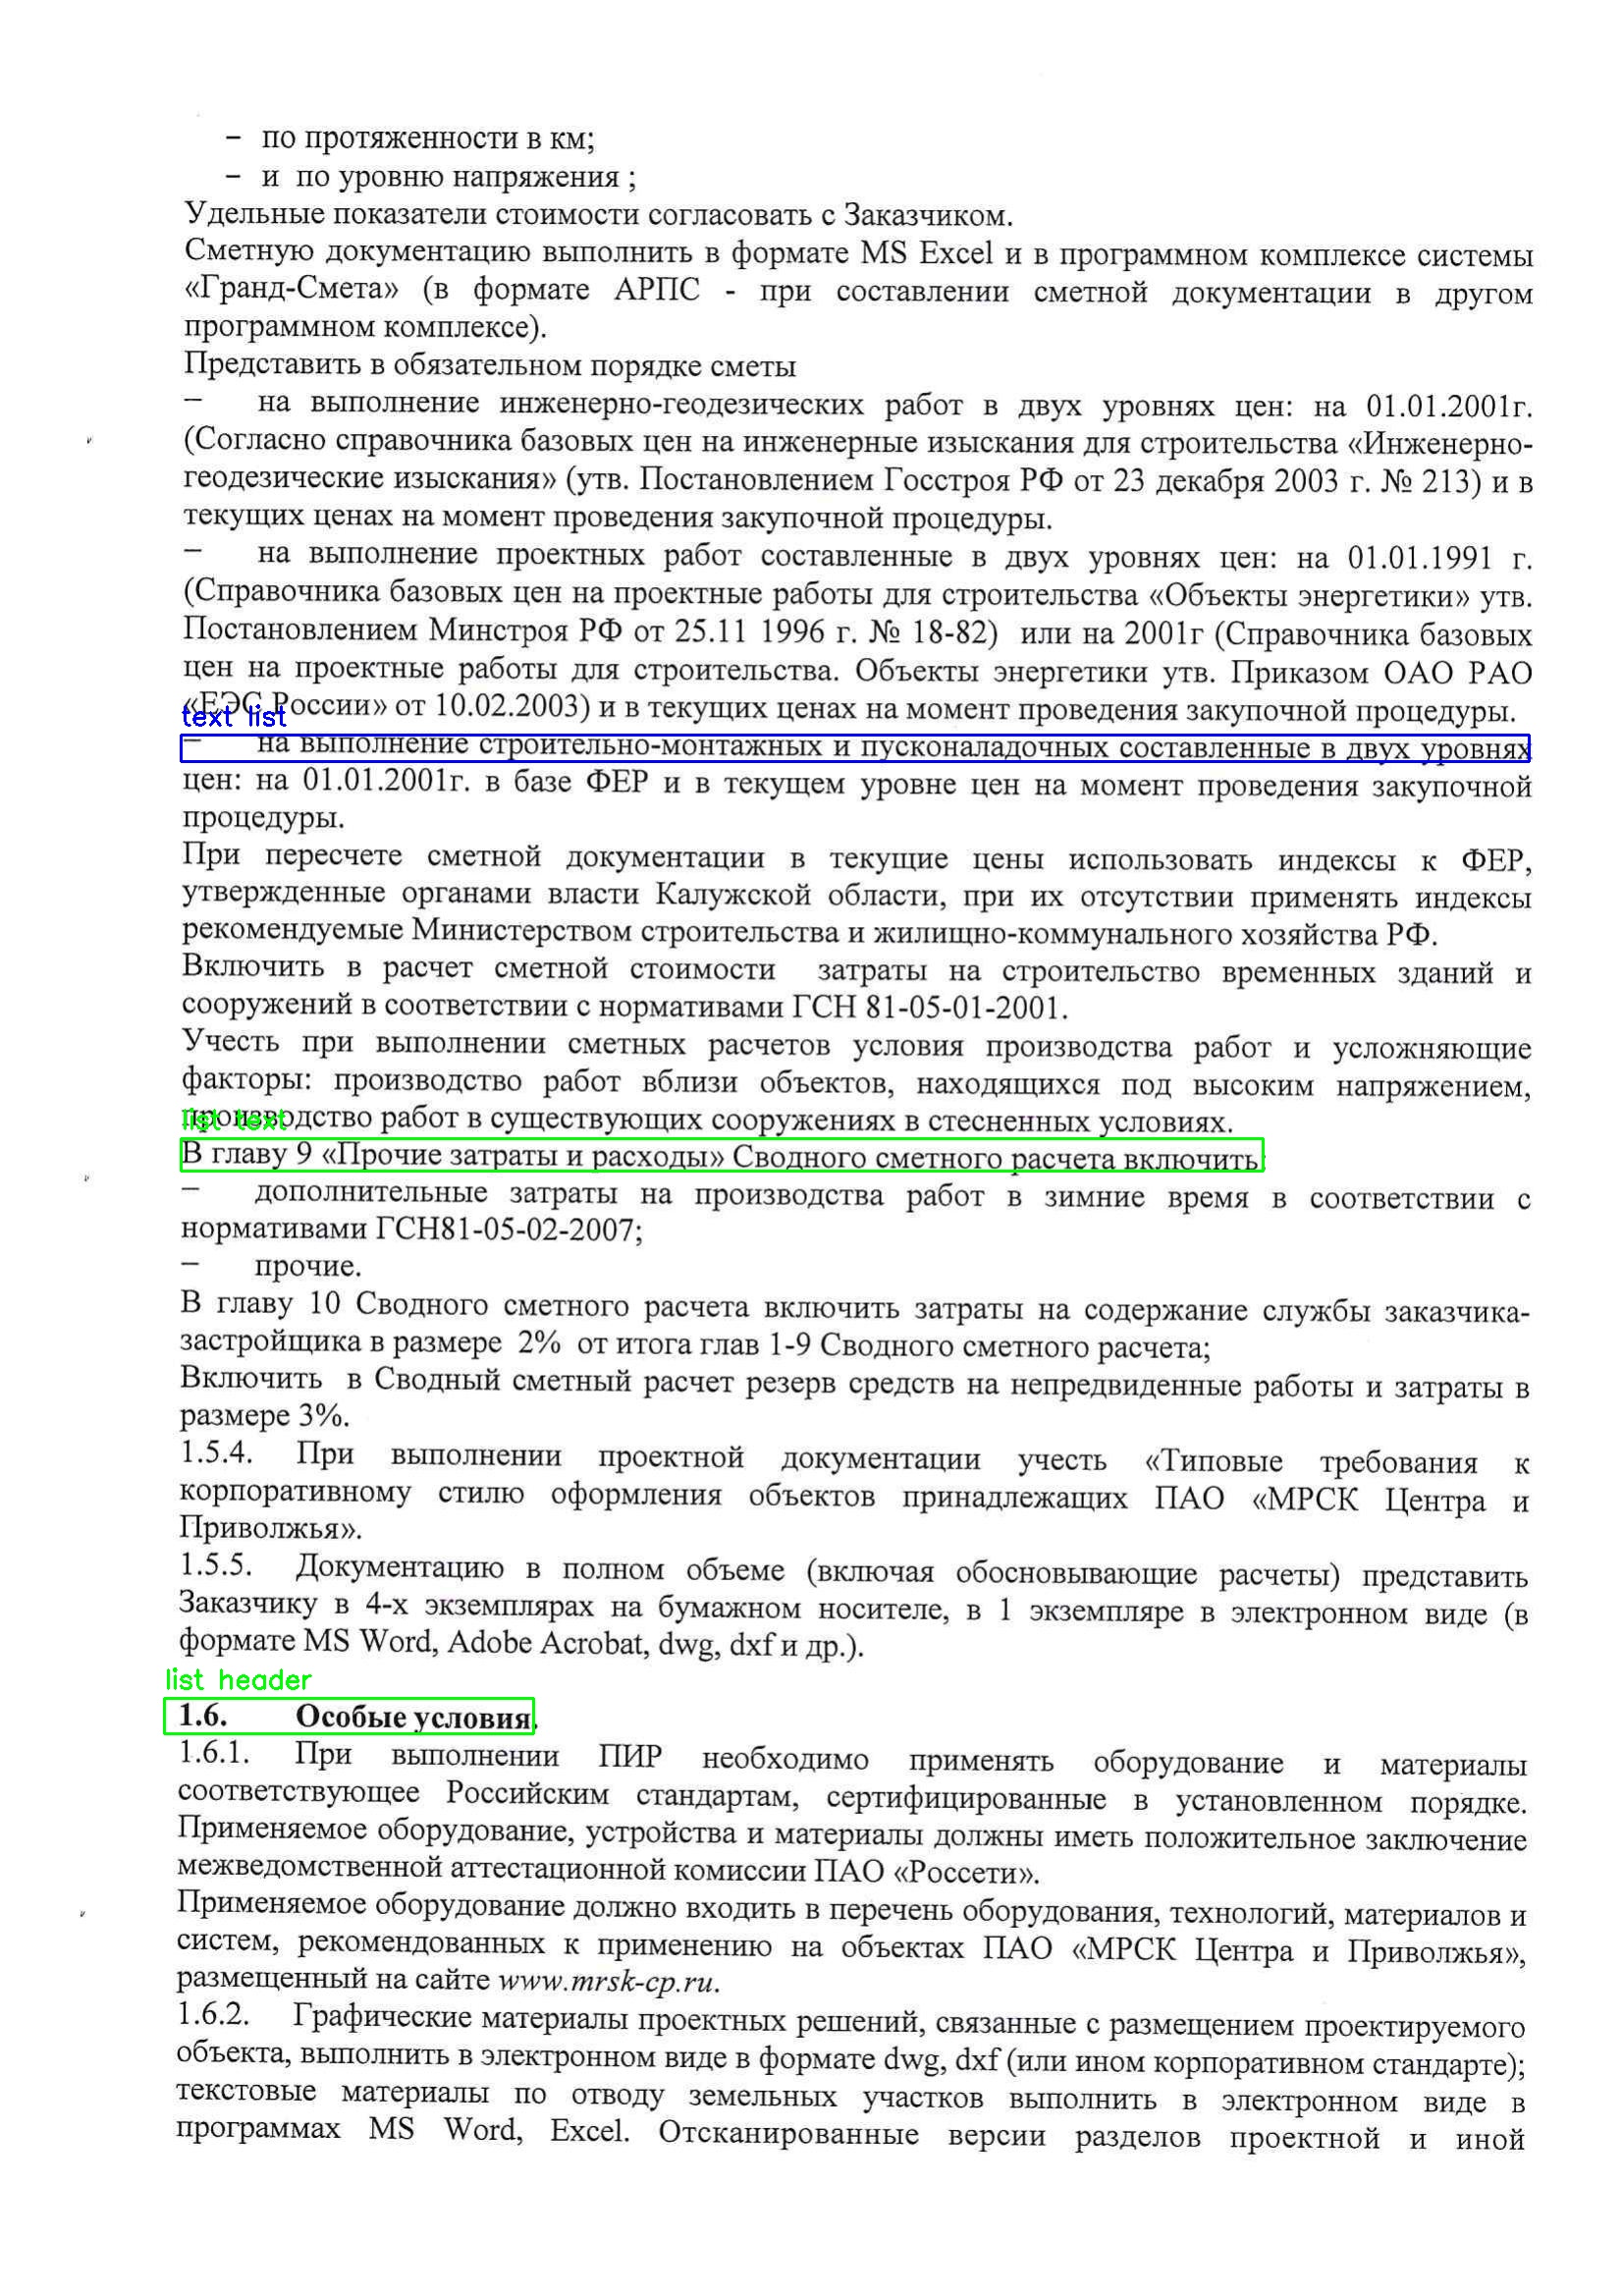 – по протяженности в км;
– и по уровню напряжения ;
Удельные показатели стоимости согласовать с Заказчиком.
Сметную документацию выполнить в формате MS Excel и в программном комплексе системы
«Гранд-Смета» (в формате АРПС - при составлении сметной документации в другом
программном комплексе).
Представить в обязательном порядке сметы
– на выполнение инженерно-геодезических работ в двух уровнях цен: на 01.01.2001г.
(Согласно справочника базовых цен на инженерные изыскания для строительства «Инженерно-
геодезические изыскания» (утв. Постановлением Госстроя РФ от 23 декабря 2003 г. № 213) и в
текущих ценах на момент проведения закупочной процедуры.
– на выполнение проектных работ составленные в двух уровнях цен: на 01.01.1991 г.
(Справочника базовых цен на проектные работы для строительства «Объекты энергетики» утв.
Постановлением Минстроя РФ от 25.11 1996 г. № 18-82) или на 2001г (Справочника базовых
цен на проектные работы для строительства. Объекты энергетики утв. Приказом ОАО РАО
«ЕЭС России» от 10.02.2003) и в текущих ценах на момент проведения закупочной процедуры.
text list
– на выполнение строительно-монтажных и пусконаладочных составленные в двух уровнях
цен: на 01.01.2001г. в базе ФЕР и в текущем уровне цен на момент проведения закупочной
процедуры.
При пересчете сметной документации в текущие цены использовать индексы к ФЕР,
утвержденные органами власти Калужской области, при их отсутствии применять индексы
рекомендуемые Министерством строительства и жилищно-коммунального хозяйства РФ.
Включить в расчет сметной стоимости затраты на строительство временных зданий и
сооружений в соответствии с нормативами ГСН 81-05-01-2001.
Учесть при выполнении сметных расчетов условия производства работ и усложняющие
факторы: производство работ вблизи объектов, находящихся под высоким напряжением,
производство работ в существующих сооружениях в стесненных условиях.
list text
В главу 9 «Прочие затраты и расходы» Сводного сметного расчета включить:
– дополнительные затраты на производства работ в зимние время в соответствии с
нормативами ГСН81-05-02-2007;
– прочие.
В главу 10 Сводного сметного расчета включить затраты на содержание службы заказчика-
застройщика в размере 2% от итога глав 1-9 Сводного сметного расчета;
Включить в Сводный сметный расчет резерв средств на непредвиденные работы и затраты в
размере 3%.
1.5.4. При выполнении проектной документации учесть «Типовые требования к
корпоративному стилю оформления объектов принадлежащих ПАО «МРСК Центра и
Приволжья».
1.5.5. Документацию в полном объеме (включая обосновывающие расчеты) представить
Заказчику в 4-х экземплярах на бумажном носителе, в 1 экземпляре в электронном виде (в
формате MS Word, Adobe Acrobat, dwg, dxf и др.).
list header
1.6. Особые условия.
1.6.1. При выполнении ПИР необходимо применять оборудование и материалы
соответствующее Российским стандартам, сертифицированные в установленном порядке.
Применяемое оборудование, устройства и материалы должны иметь положительное заключение
межведомственной аттестационной комиссии ПАО «Россети».
Применяемое оборудование должно входить в перечень оборудования, технологий, материалов и
систем, рекомендованных к применению на объектах ПАО «МРСК Центра и Приволжья»,
размещенный на сайте www.mrsk-cp.ru.
1.6.2. Графические материалы проектных решений, связанные с размещением проектируемого
объекта, выполнить в электронном виде в формате dwg, dxf (или ином корпоративном стандарте);
текстовые материалы по отводу земельных участков выполнить в электронном виде в
программах MS Word, Excel. Отсканированные версии разделов проектной и иной